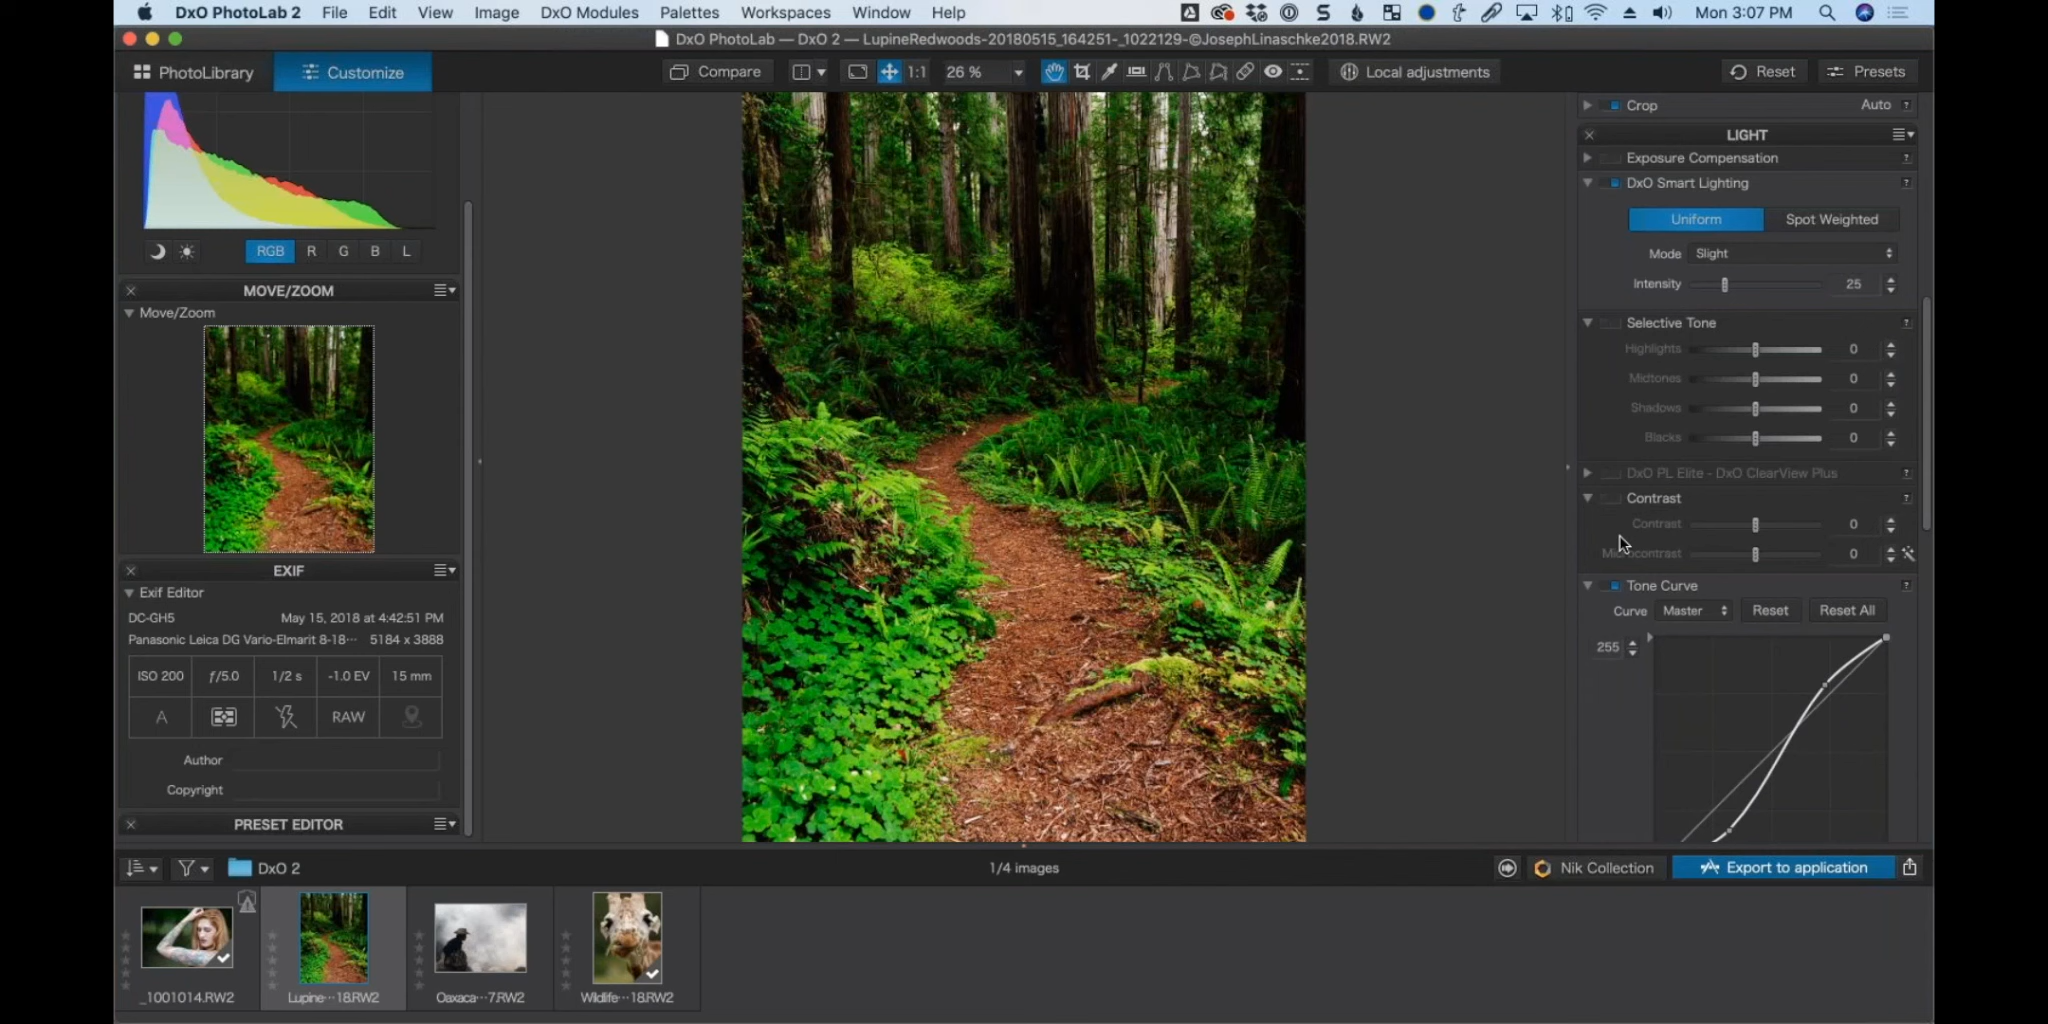 DxO PhotoLab 2 File Edit View Image DxO Modules Palettes Workspaces Window Help Mon 3:07 PM
DxO PhotoLab — DxO 2 — LupineRedwoods-20180515_164251-_1022129-©JosephLinaschke2018.RW2
PhotoLibrary Customize Compare 1:1 26 % Local adjustments Reset Presets
RGB R G B L
MOVE/ZOOM
Move/Zoom
EXIF
Exif Editor
DC-GH5 May 15, 2018 at 4:42:51 PM
Panasonic Leica DG Vario-Elmarit 8-18··· 5184 x 3888
ISO 200 ƒ/5.0 1/2 s -1.0 EV 15 mm
A RAW
Author
Copyright
PRESET EDITOR
Crop Auto ?
LIGHT
Exposure Compensation ?
DxO Smart Lighting ?
Uniform Spot Weighted
Mode Slight
Intensity 25
Selective Tone ?
Highlights 0
Midtones 0
Shadows 0
Blacks 0
DxO PL Elite - DxO ClearView Plus ?
Contrast ?
Contrast 0
Microcontrast 0
Tone Curve ?
Curve Master Reset Reset All
255
DxO 2 1/4 images Nik Collection Export to application
_1001014.RW2 Lupine···18.RW2 Oaxaca···7.RW2 Wildlife···18.RW2